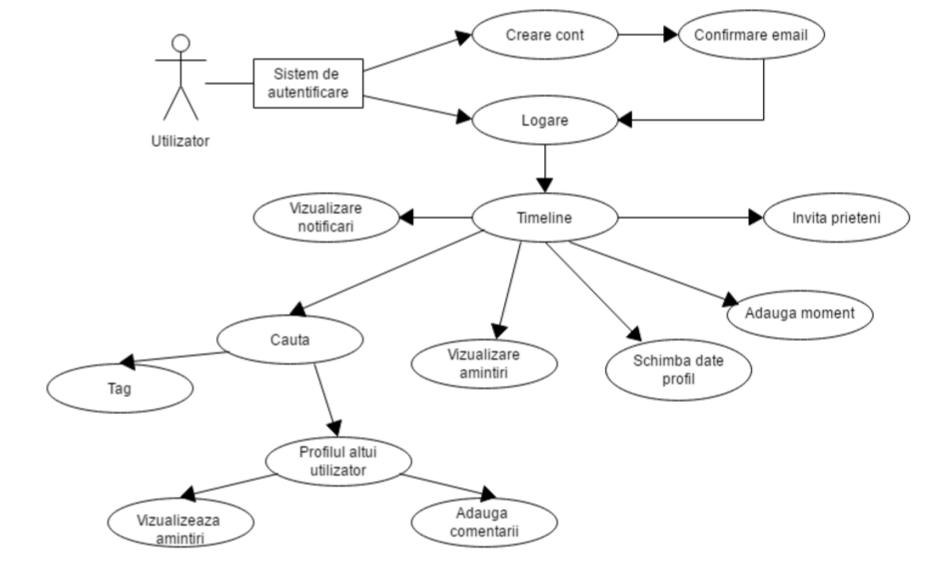 Creare cont
Confirmare email
Sistem de
autentificare
Utilizator
Logare
Vizualizare
notificari
Timeline
Invita prieteni
Adauga moment
Cauta
Vizualizare
amintiri
Schimba date
profil
Tag
Profilul altui
utilizator
Vizualizeaza
amintiri
Adauga
comentarii